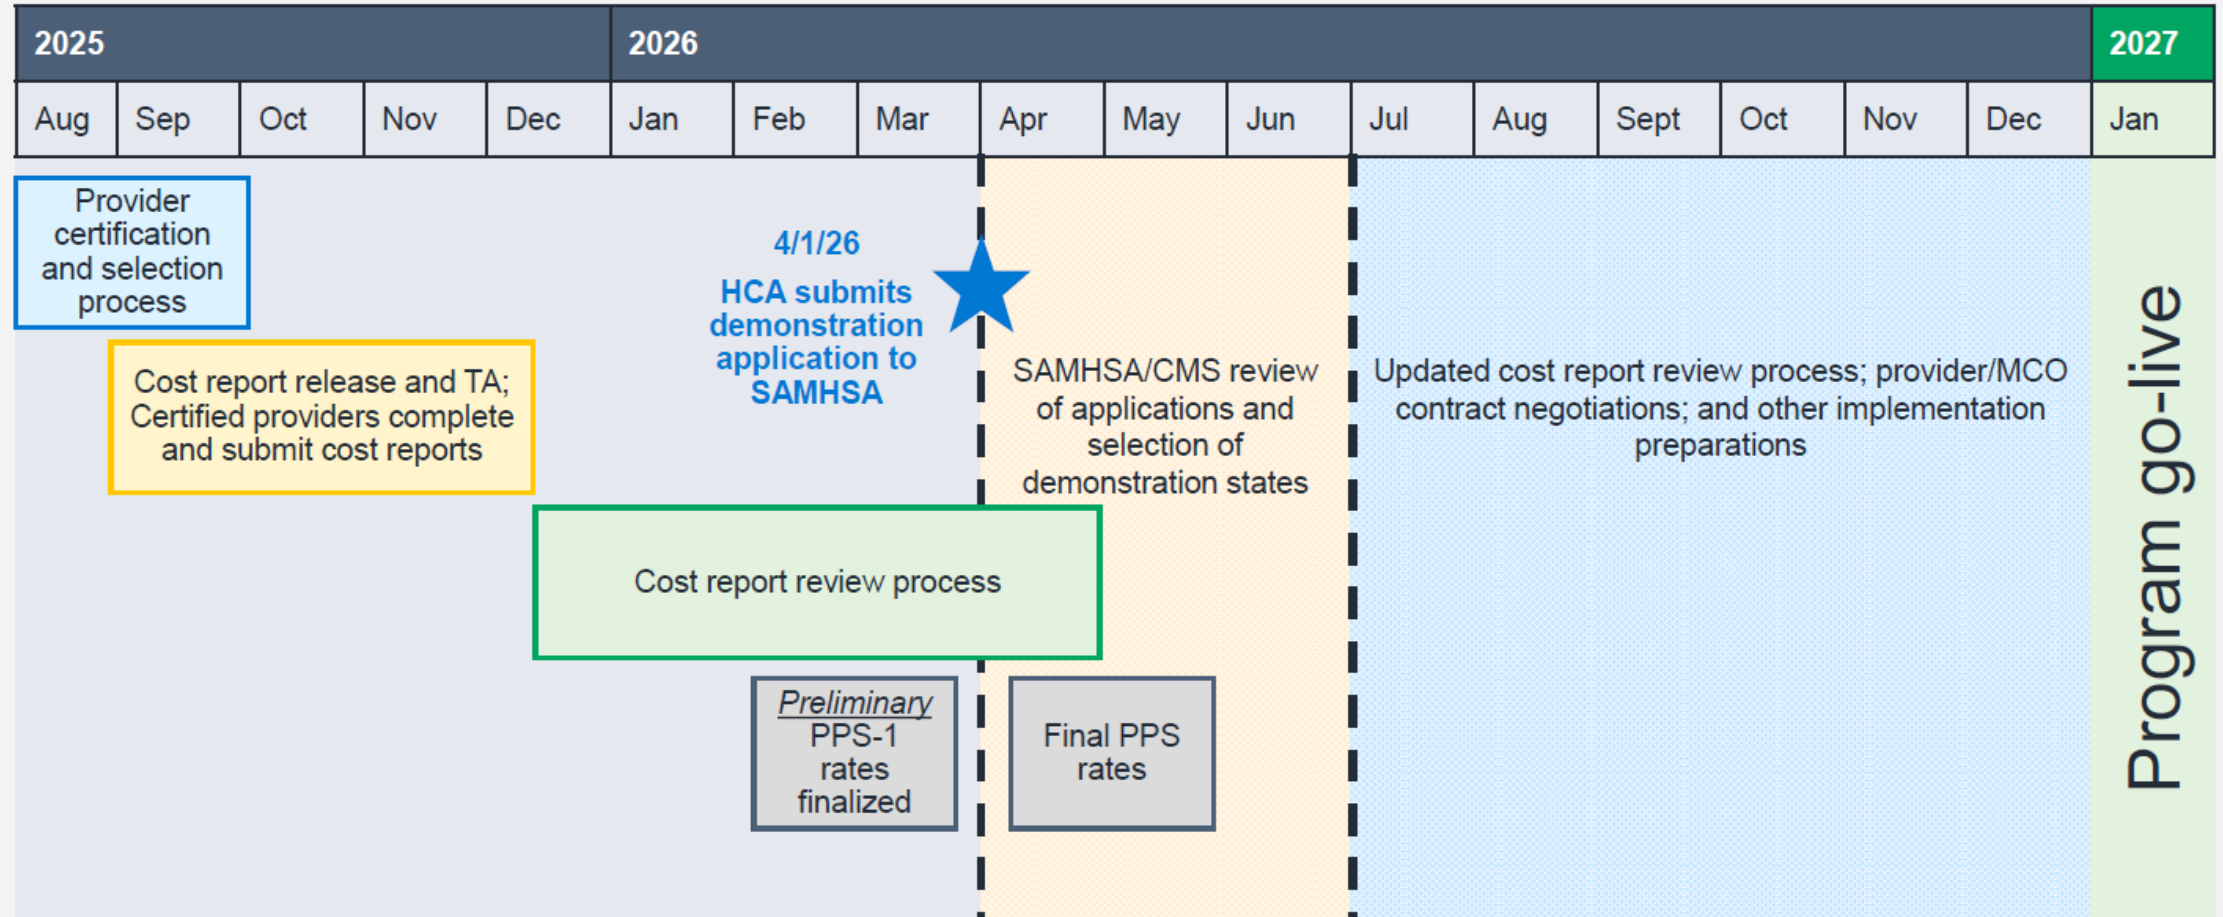 2025
2026
2027
Aug
Sep
Oct
Nov
Dec
Jan
Feb
Mar
Apr
May
Jun
Jul
Aug
Sept
Oct
Nov
Dec
Jan
Provider
certification
and selection
process
Cost report release and TA;
Certified providers complete
and submit cost reports
4/1/26
HCA submits
demonstration
application to
SAMHSA
SAMHSA/CMS review
of applications and
selection of
demonstration states
Updated cost report review process; provider/MCO
contract negotiations; and other implementation
preparations
Program go-live
Cost report review process
Preliminary
PPS-1
rates
finalized
Final PPS
rates